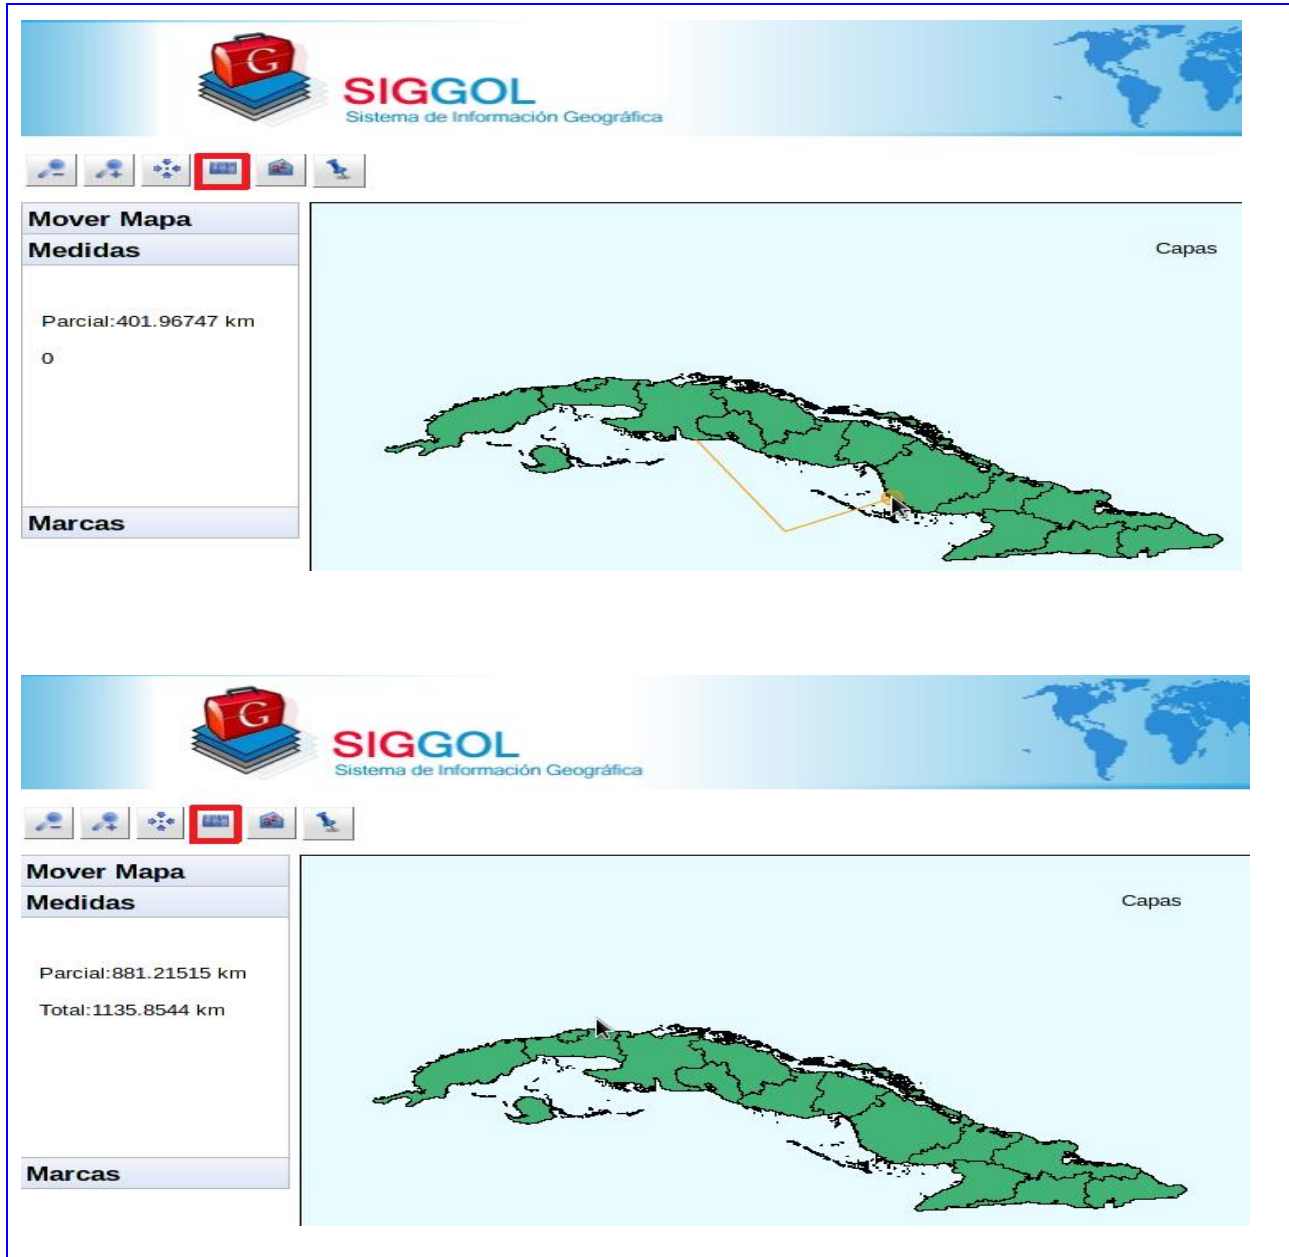 G
SIGGOL
Sistema de Información Geográfica
Mover Mapa
Medidas
Capas
Parcial:401.96747 km
0
Marcas
G
SIGGOL
Sistema de Información Geográfica
Mover Mapa
Medidas
Capas
Parcial:881.21515 km
Total:1135.8544 km
Marcas